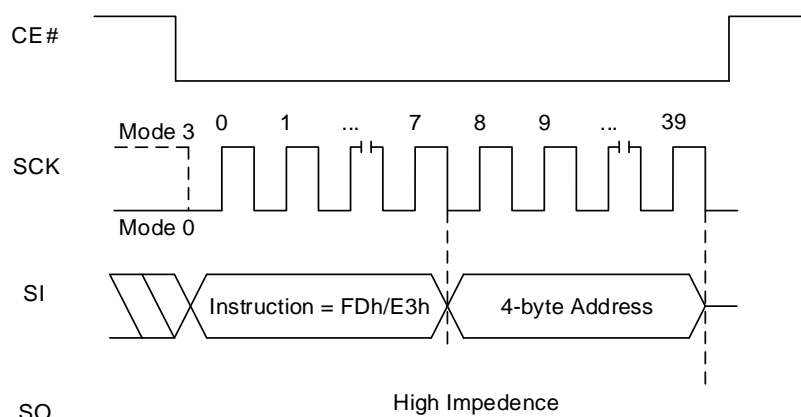 CE#
0 1 ... 7 8 9 ... 39
Mode 3
SCK
Mode 0
SI
Instruction = FDh/E3h
4-byte Address
High Impedence
SO